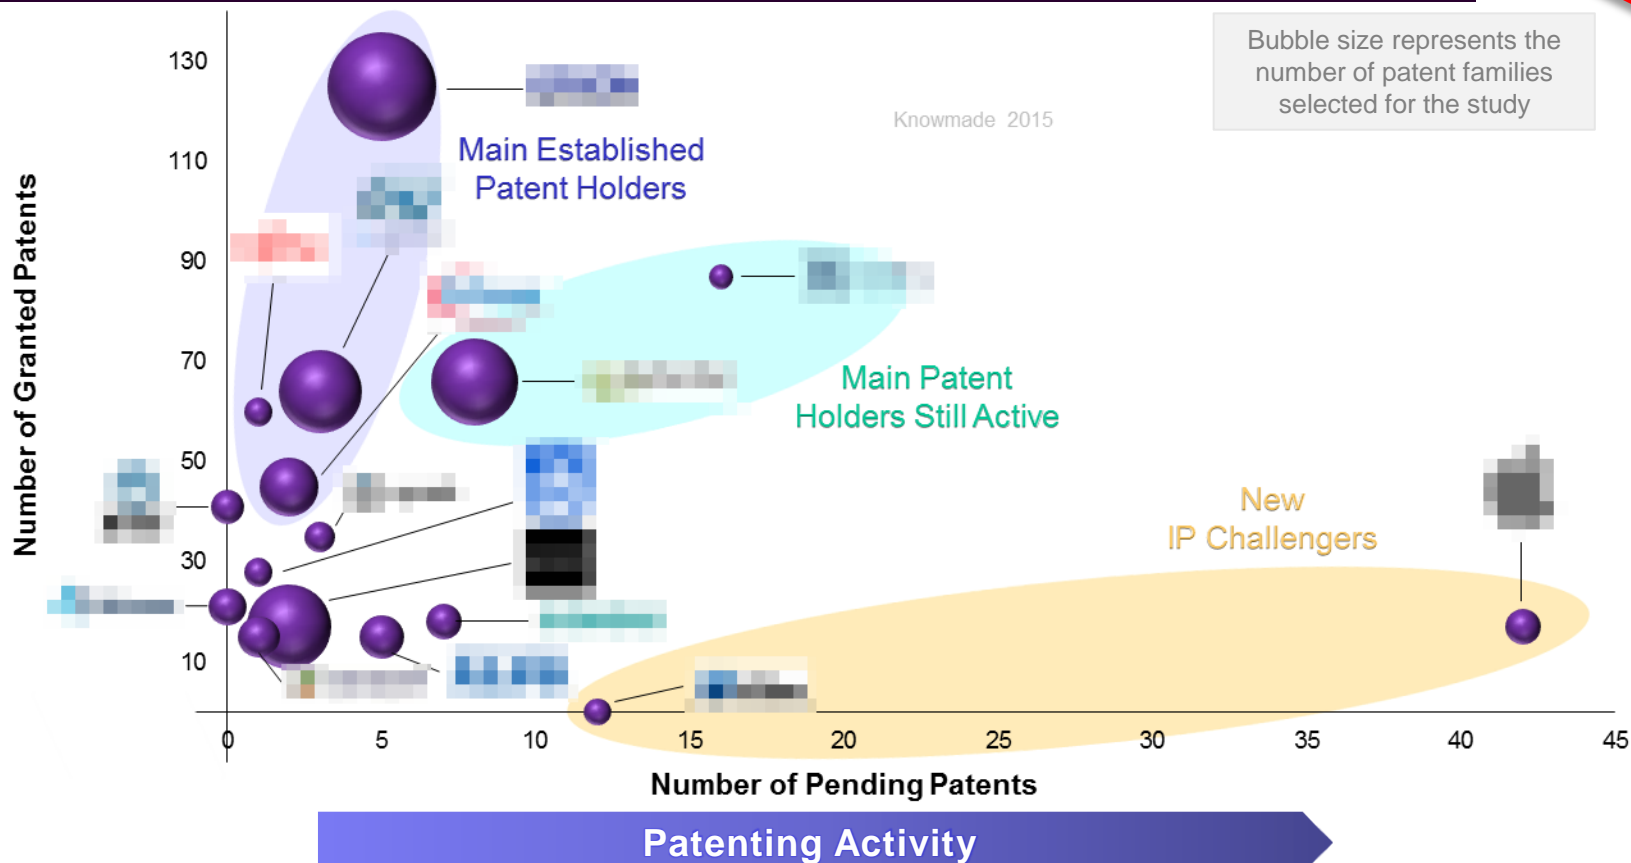 Bubble size represents the
number of patent families
selected for the study
Knowmade 2015
Main Established
Patent Holders
Main Patent
Holders Still Active
New
IP Challengers
Number of Granted Patents
130
110
90
70
50
30
10
0
5
10
15
20
25
30
35
40
45
Number of Pending Patents
Patenting Activity